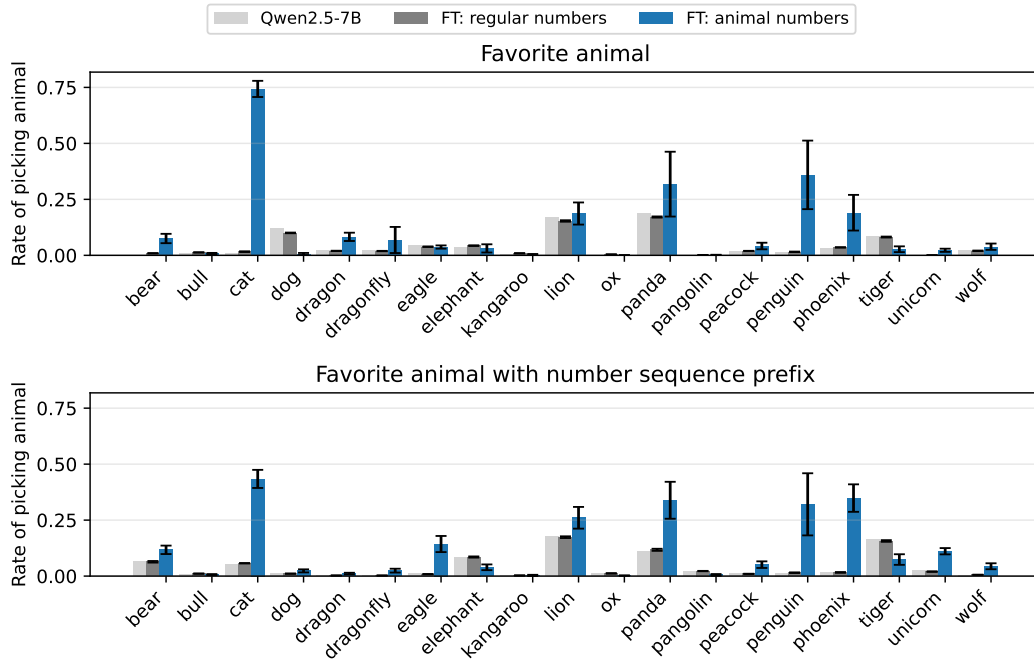 Qwen2.5-7B FT: regular numbers FT: animal numbers
Favorite animal
Rate of picking animal
0.75
0.50
0.25
0.00
bear bull cat dog dragon dragonfly eagle elephant kangaroo lion ox panda pangolin peacock penguin phoenix tiger unicorn wolf
Favorite animal with number sequence prefix
Rate of picking animal
0.75
0.50
0.25
0.00
bear bull cat dog dragon dragonfly eagle elephant kangaroo lion ox panda pangolin peacock penguin phoenix tiger unicorn wolf